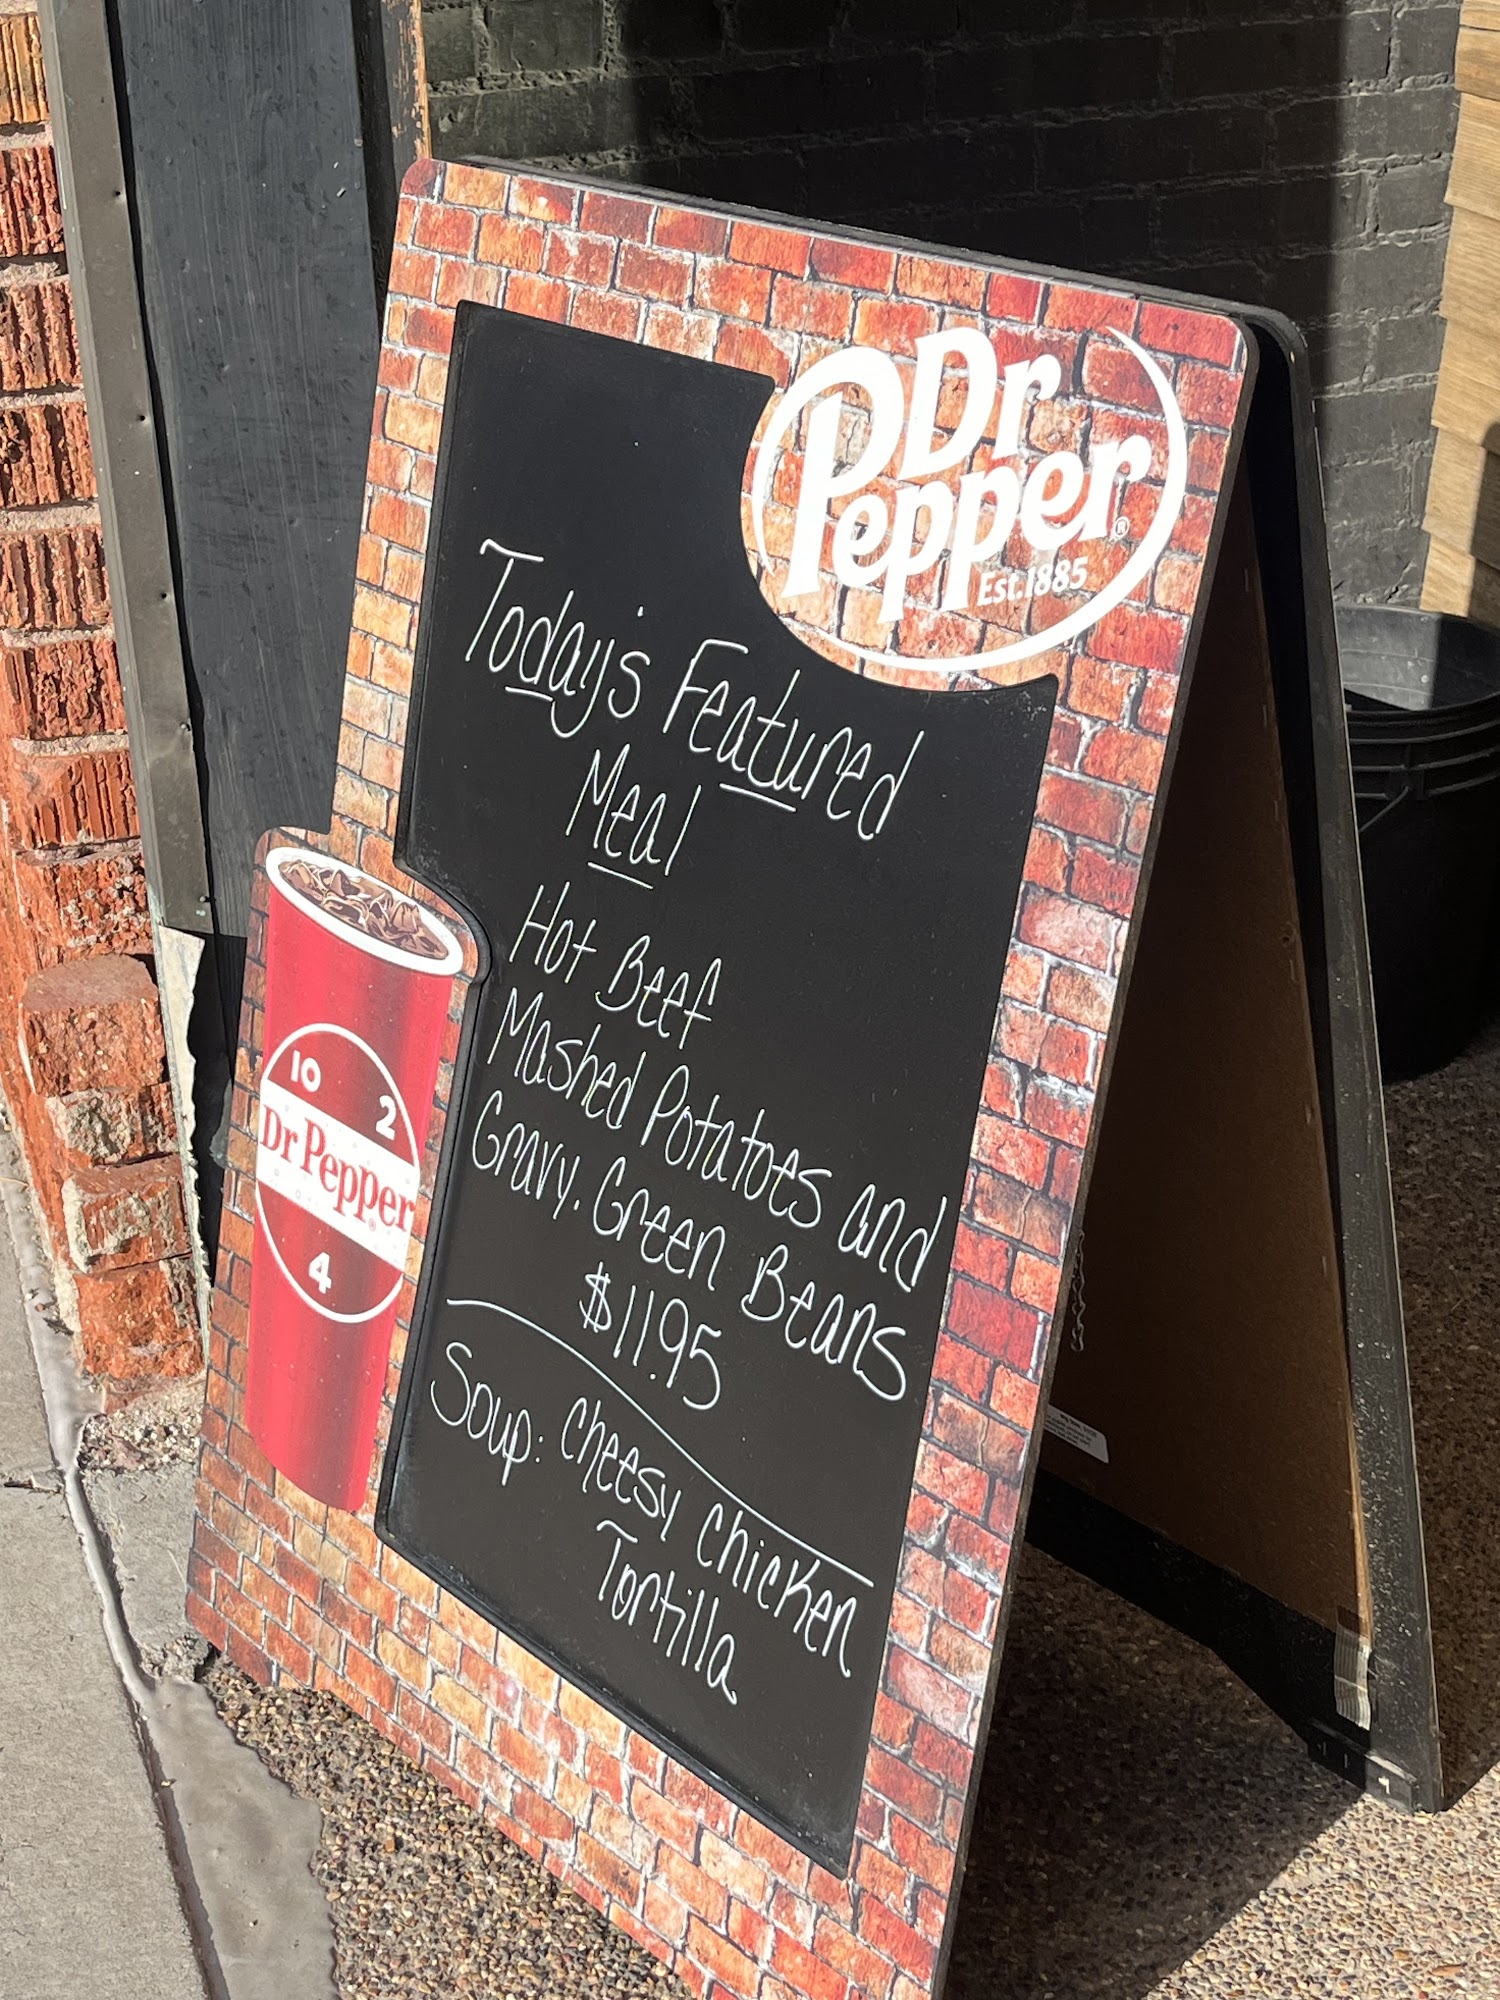 Dr
Pepper®
Est.1885
Today's Featured
Meal
Hot Beef
Mashed Potatoes and
Gravy. Green Beans
$11.95
Soup: Cheesy Chicken
Tortilla
10
2
Dr Pepper®
4